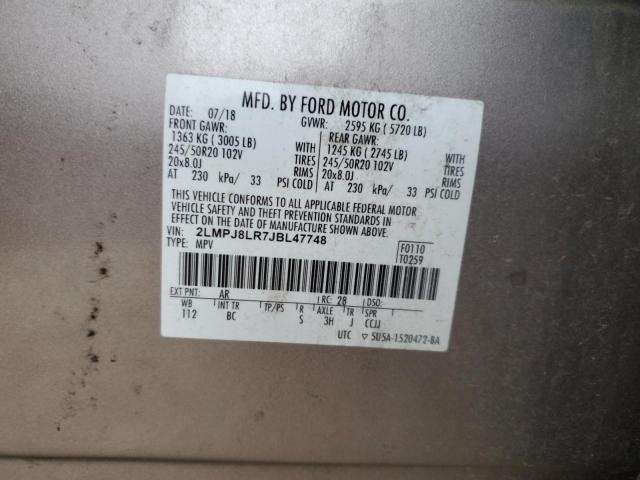 MFD. BY FORD MOTOR CO.
DATE: 07/18 GVWR: 2595 KG ( 5720 LB)
FRONT GAWR: REAR GAWR:
1363 KG ( 3005 LB) WITH 1245 KG ( 2745 LB) WITH
245/50R20 102V TIRES 245/50R20 102V TIRES
20x8.0J RIMS 20x8.0J RIMS
AT 230 kPa/ 33 PSI COLD AT 230 kPa/ 33 PSI COLD
THIS VEHICLE CONFORMS TO ALL APPLICABLE FEDERAL MOTOR
VEHICLE SAFETY AND THEFT PREVENTION STANDARDS IN
EFFECT ON THE DATE OF MANUFACTURE SHOWN ABOVE.
VIN: 2LMPJ8LR7JBL47748
TYPE: MPV F0110
T0259
EXT PNT: AR RC: 28 DSO:
WB INT TR TP/PS R AXLE TR SPR
112 BC S 3H J CCJJ
UTC ▽ 5U5A-1520472-BA